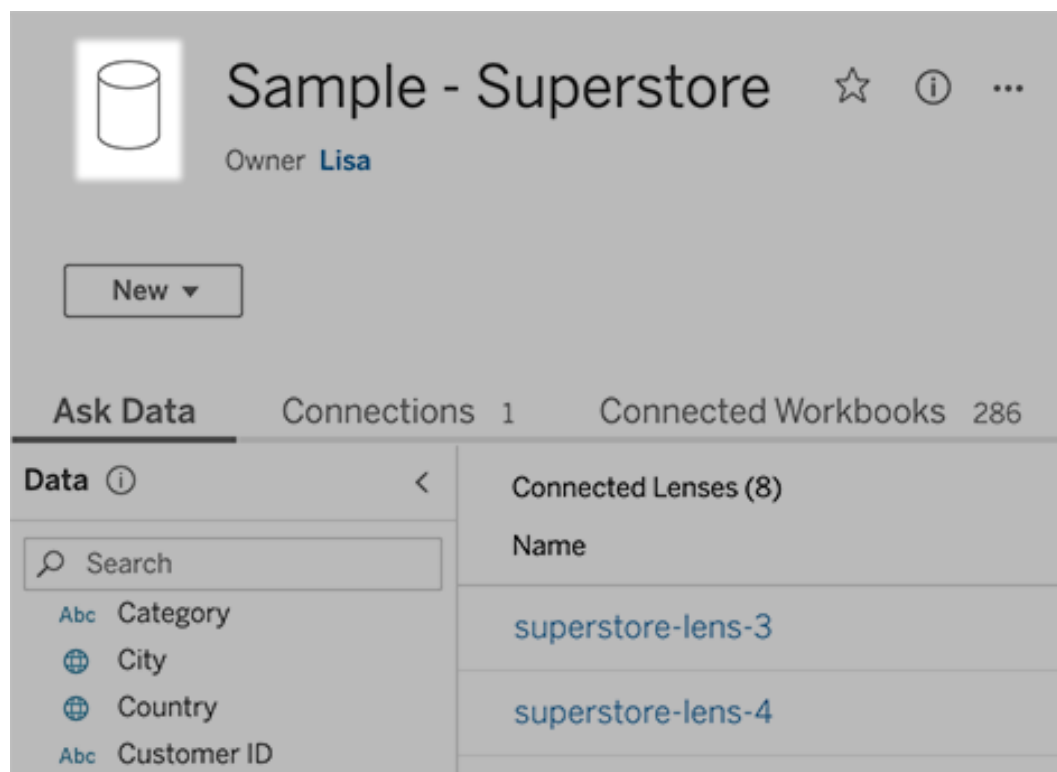 Sample - Superstore
Owner Lisa
New
Ask Data Connections 1 Connected Workbooks 286
Data
Search
Abc Category
City
Country
Abc Customer ID
Connected Lenses (8)
Name
superstore-lens-3
superstore-lens-4